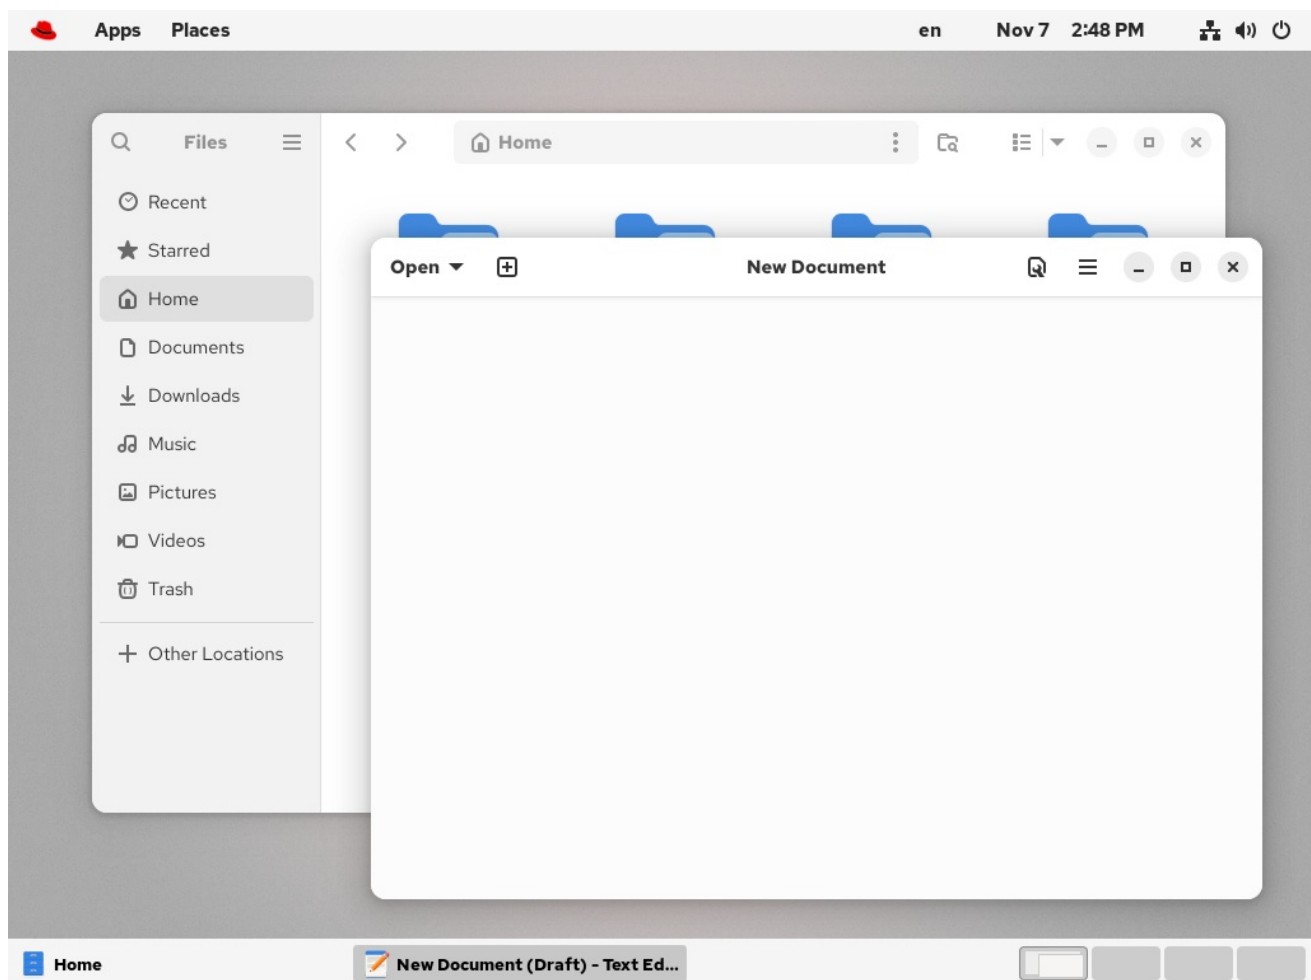 Apps Places en Nov 7 2:48 PM
Files Home
Recent
Starred
Home
Documents
Downloads
Music
Pictures
Videos
Trash
Other Locations
Open New Document
Home New Document (Draft) - Text Ed...